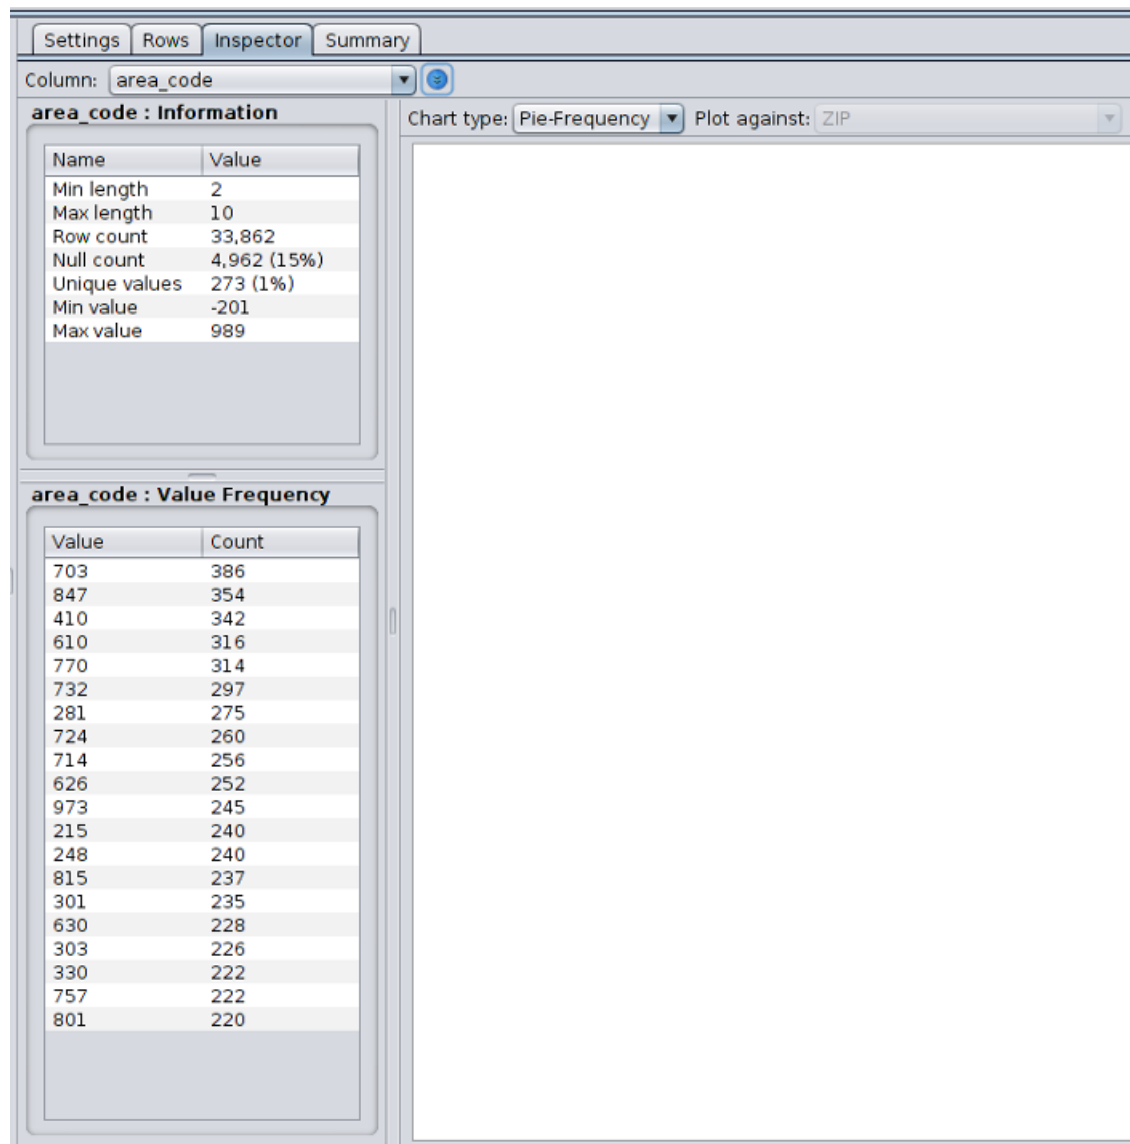 Settings Rows Inspector Summary
Column: area_code
area_code : Information
Name Value
Min length 2
Max length 10
Row count 33,862
Null count 4,962 (15%)
Unique values 273 (1%)
Min value -201
Max value 989
area_code : Value Frequency
Value Count
703 386
847 354
410 342
610 316
770 314
732 297
281 275
724 260
714 256
626 252
973 245
215 240
248 240
815 237
301 235
630 228
303 226
330 222
757 222
801 220
Chart type: Pie-Frequency Plot against: ZIP